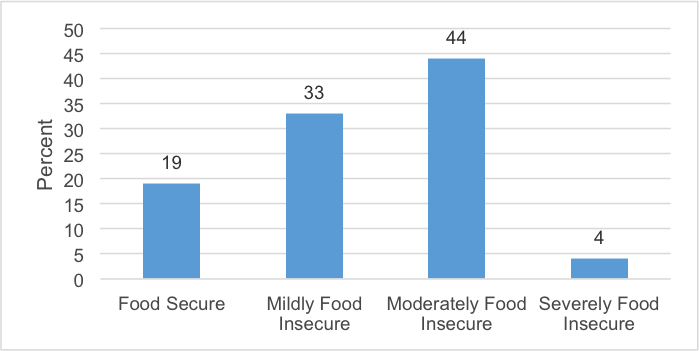 50
45
40
35
30
25
20
15
10
5
0
Percent
19
33
44
4
Food Secure
Mildly Food
Insecure
Moderately Food
Insecure
Severely Food
Insecure